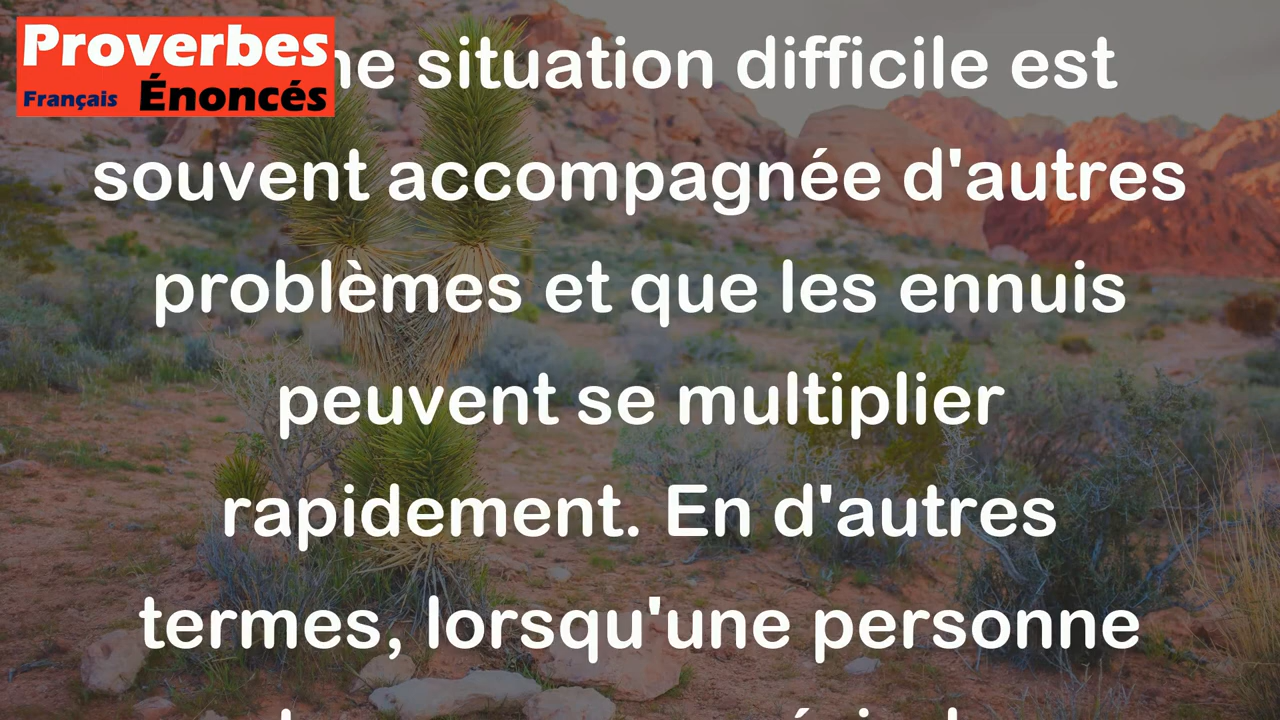 Proverbes
Français Énoncés
ne situation difficile est
souvent accompagnée d'autres
problèmes et que les ennuis
peuvent se multiplier
rapidement. En d'autres
termes, lorsqu'une personne